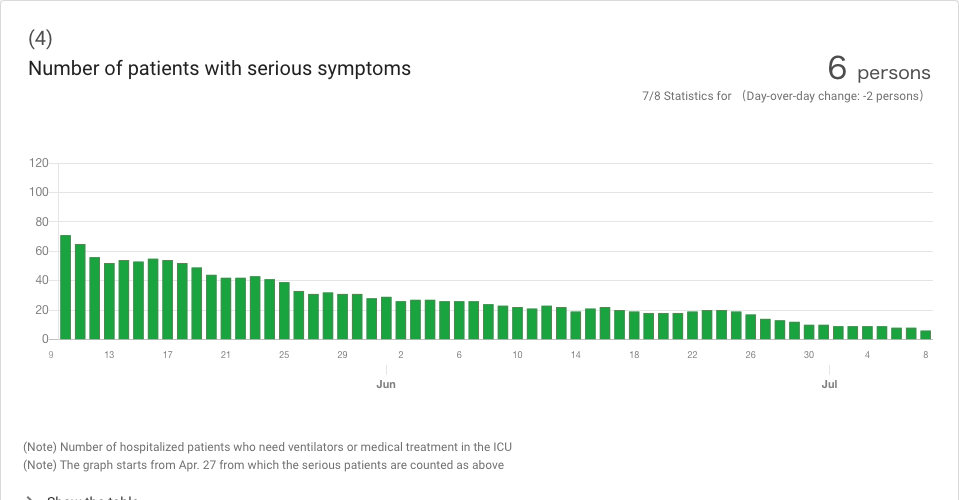 (4)
Number of patients with serious symptoms
6 persons
7/8 Statistics for (Day-over-day change: -2 persons)
120
100
80
60
40
20
0
9 13 17 21 25 29 2 6 10 14 18 22 26 30 4 8
Jun Jul
(Note) Number of hospitalized patients who need ventilators or medical treatment in the ICU
(Note) The graph starts from Apr. 27 from which the serious patients are counted as above
Show the table